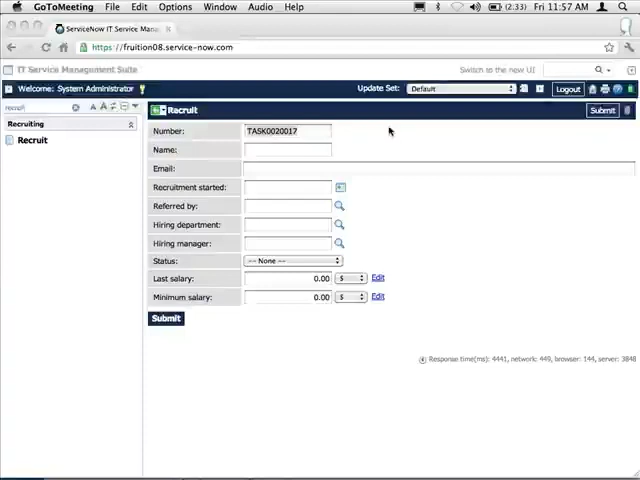 GoToMeeting File Edit Options Window Audio Help (2:33) Fri 11:57 AM
ServiceNow IT Service Mana
https://fruition08.service-now.com
IT Service Management Suite Switch to the new UI
Welcome: System Administrator Update Set: Default Logout
recruit A A
Recruit Submit
Recruiting
Recruit
Number: TASK0020017
Name:
Email:
Recruitment started:
Referred by:
Hiring department:
Hiring manager:
Status: -- None --
Last salary: 0.00 $ Edit
Minimum salary: 0.00 $ Edit
Submit
Response time(ms): 4441, network: 449, browser: 144, server: 3848